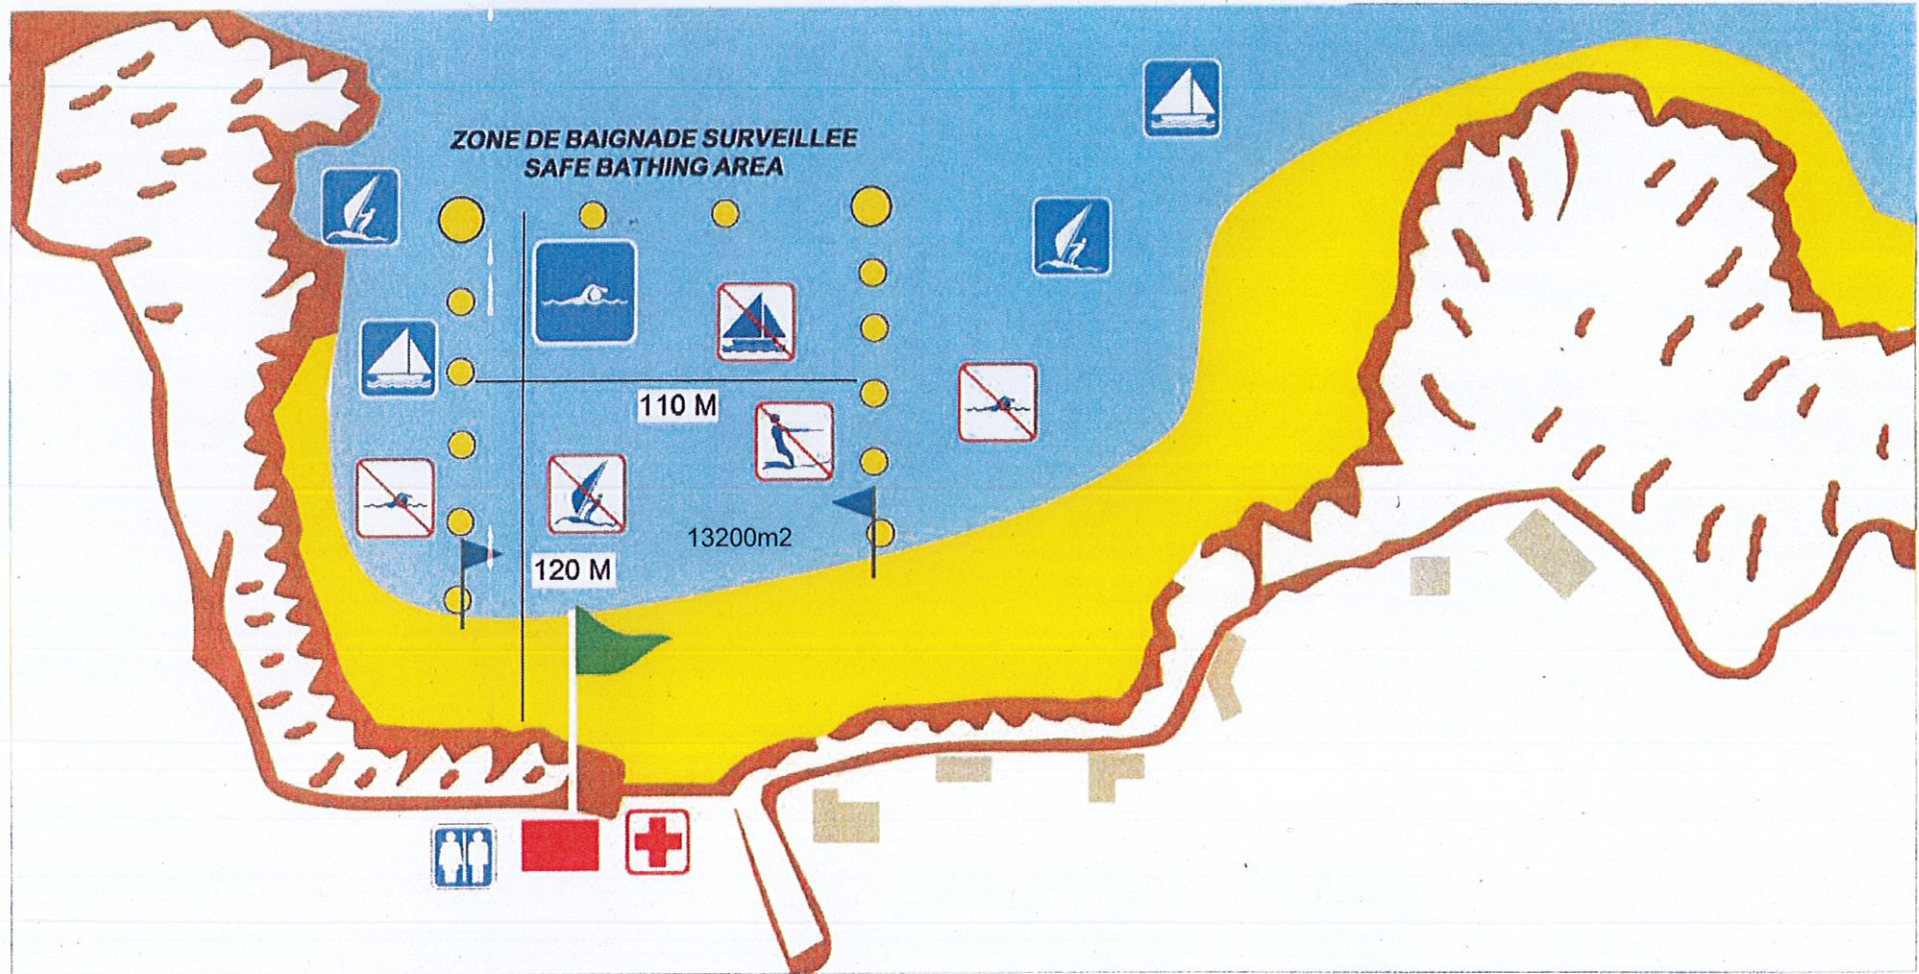 ZONE DE BAIGNADE SURVEILLEE
SAFE BATHING AREA
110 M
13200m2
120 M